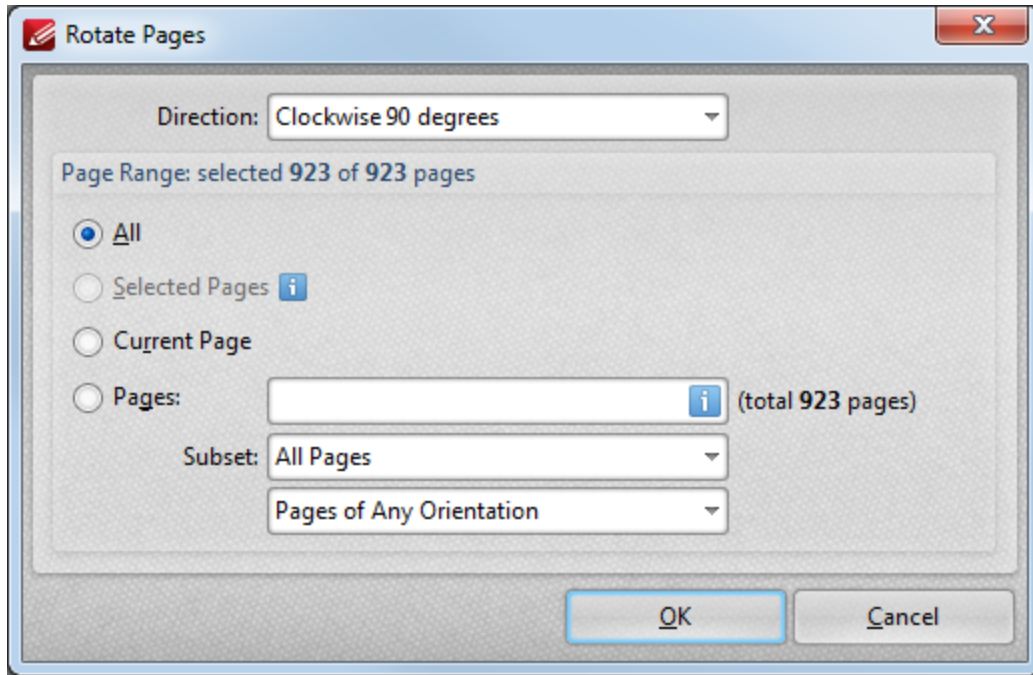 Rotate Pages
Direction: Clockwise 90 degrees
Page Range: selected 923 of 923 pages
All
Selected Pages i
Current Page
Pages: i (total 923 pages)
Subset: All Pages
Pages of Any Orientation
OK Cancel